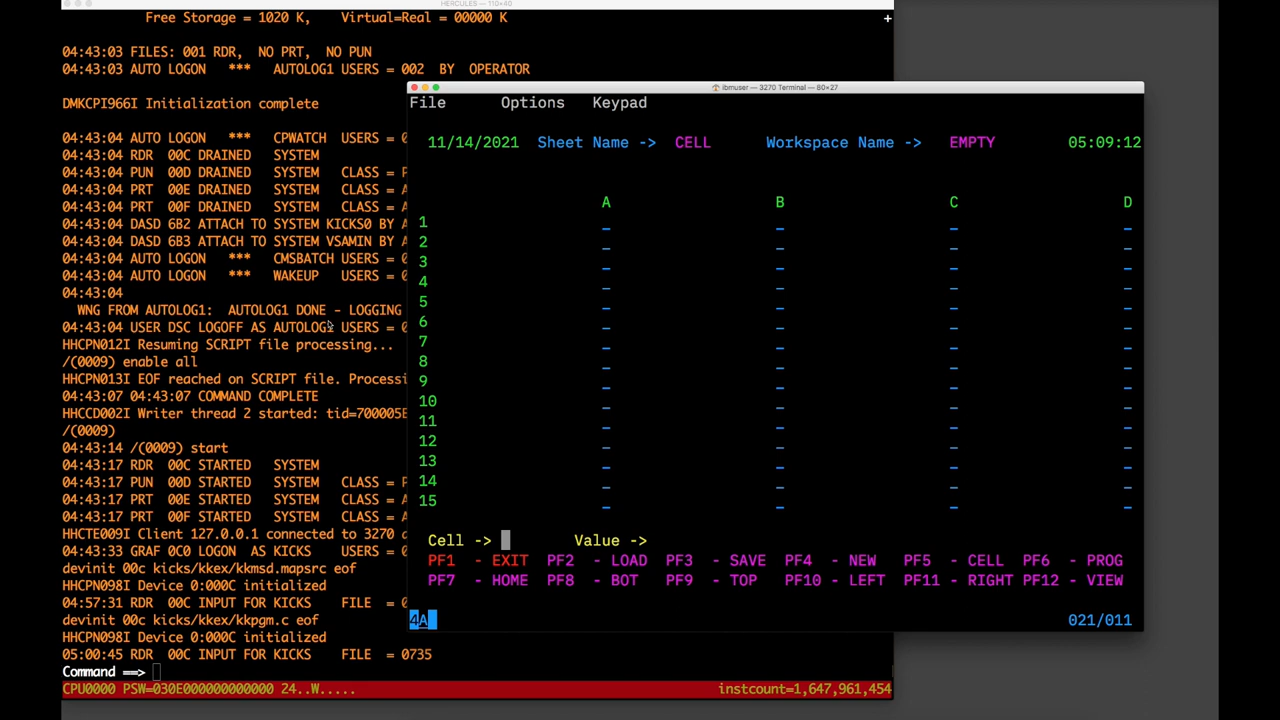 HERCULES — 110×40
Free Storage = 1020 K,    Virtual=Real = 00000 K
+
04:43:03 FILES: 001 RDR,  NO PRT,  NO PUN
04:43:03 AUTO LOGON   ***   AUTOLOG1 USERS = 002  BY  OPERATOR
DMKCPI966I Initialization complete
04:43:04 AUTO LOGON   ***   CPWATCH  USERS = 0
04:43:04 RDR  00C DRAINED   SYSTEM
04:43:04 PUN  00D DRAINED   SYSTEM   CLASS = P
04:43:04 PRT  00E DRAINED   SYSTEM   CLASS = A
04:43:04 PRT  00F DRAINED   SYSTEM   CLASS = A
04:43:04 DASD 6B2 ATTACH TO SYSTEM KICKS0 BY A
04:43:04 DASD 6B3 ATTACH TO SYSTEM VSAMIN BY A
04:43:04 AUTO LOGON   ***   CMSBATCH USERS = 0
04:43:04 AUTO LOGON   ***   WAKEUP   USERS = 0
04:43:04
WNG FROM AUTOLOG1:  AUTOLOG1 DONE - LOGGING
04:43:04 USER DSC LOGOFF AS AUTOLOG1 USERS = 0
HHCPN012I Resuming SCRIPT file processing...
/(0009) enable all
HHCPN013I EOF reached on SCRIPT file. Processi
04:43:07 04:43:07 COMMAND COMPLETE
HHCCD002I Writer thread 2 started: tid=700005E
/(0009)
04:43:14 /(0009) start
04:43:17 RDR  00C STARTED   SYSTEM
04:43:17 PUN  00D STARTED   SYSTEM   CLASS = P
04:43:17 PRT  00E STARTED   SYSTEM   CLASS = A
04:43:17 PRT  00F STARTED   SYSTEM   CLASS = A
HHCTE009I Client 127.0.0.1 connected to 3270 d
04:43:33 GRAF 0C0 LOGON  AS KICKS    USERS = 0
devinit 00c kicks/kkex/kkmsd.mapsrc eof
HHCPN098I Device 0:000C initialized
04:57:31 RDR  00C INPUT FOR KICKS    FILE  = 0
devinit 00c kicks/kkex/kkpgm.c eof
HHCPN098I Device 0:000C initialized
05:00:45 RDR  00C INPUT FOR KICKS    FILE  = 0735
Command ==>
CPU0000 PSW=030E000000000000 24..W.....    instcount=1,647,961,454
ibmuser — 3270 Terminal — 80×27
File    Options    Keypad
11/14/2021  Sheet Name ->  CELL    Workspace Name ->  EMPTY    05:09:12
A    B    C    D
1    _    _    _    _
2    _    _    _    _
3    _    _    _    _
4    _    _    _    _
5    _    _    _    _
6    _    _    _    _
7    _    _    _    _
8    _    _    _    _
9    _    _    _    _
10    _    _    _    _
11    _    _    _    _
12    _    _    _    _
13    _    _    _    _
14    _    _    _    _
15    _    _    _    _
Cell ->    Value ->
PF1  - EXIT  PF2  - LOAD  PF3  - SAVE  PF4  - NEW  PF5  - CELL  PF6  - PROG
PF7  - HOME  PF8  - BOT  PF9  - TOP  PF10 - LEFT  PF11 - RIGHT PF12 - VIEW
4A    021/011